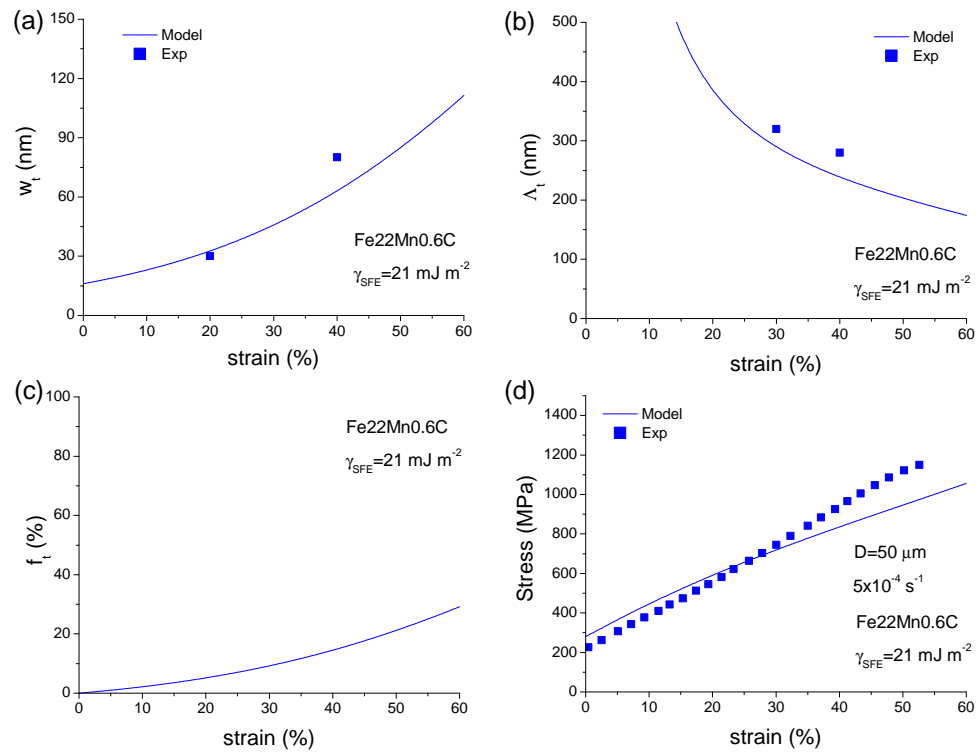 (a)
150
120
90
60
30
0
w_t (nm)
Model
Exp
Fe22Mn0.6C
γ_SFE=21 mJ m^-2
0 10 20 30 40 50 60
strain (%)
(b)
500
400
300
200
100
0
Λ_t (nm)
Model
Exp
Fe22Mn0.6C
γ_SFE=21 mJ m^-2
0 10 20 30 40 50 60
strain (%)
(c)
100
80
60
40
20
0
f_t (%)
Fe22Mn0.6C
γ_SFE=21 mJ m^-2
0 10 20 30 40 50 60
strain (%)
(d)
1400
1200
1000
800
600
400
200
0
Stress (MPa)
Model
Exp
D=50 μm
5x10^-4 s^-1
Fe22Mn0.6C
γ_SFE=21 mJ m^-2
0 10 20 30 40 50 60
strain (%)